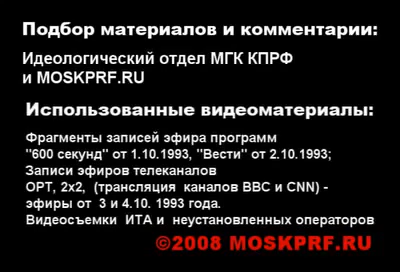 Подбор материалов и комментарии:
Идеологический отдел МГК КПРФ
и MOSKPRF.RU
Использованные видеоматериалы:
Фрагменты записей эфира программ
"600 секунд" от 1.10.1993, "Вести" от 2.10.1993;
Записи эфиров телеканалов
ОРТ, 2х2,  (трансляция  каналов BBC и CNN) -
эфиры от  3 и 4.10. 1993 года.
Видеосъемки  ИТА и  неустановленных операторов
©2008 MOSKPRF.RU